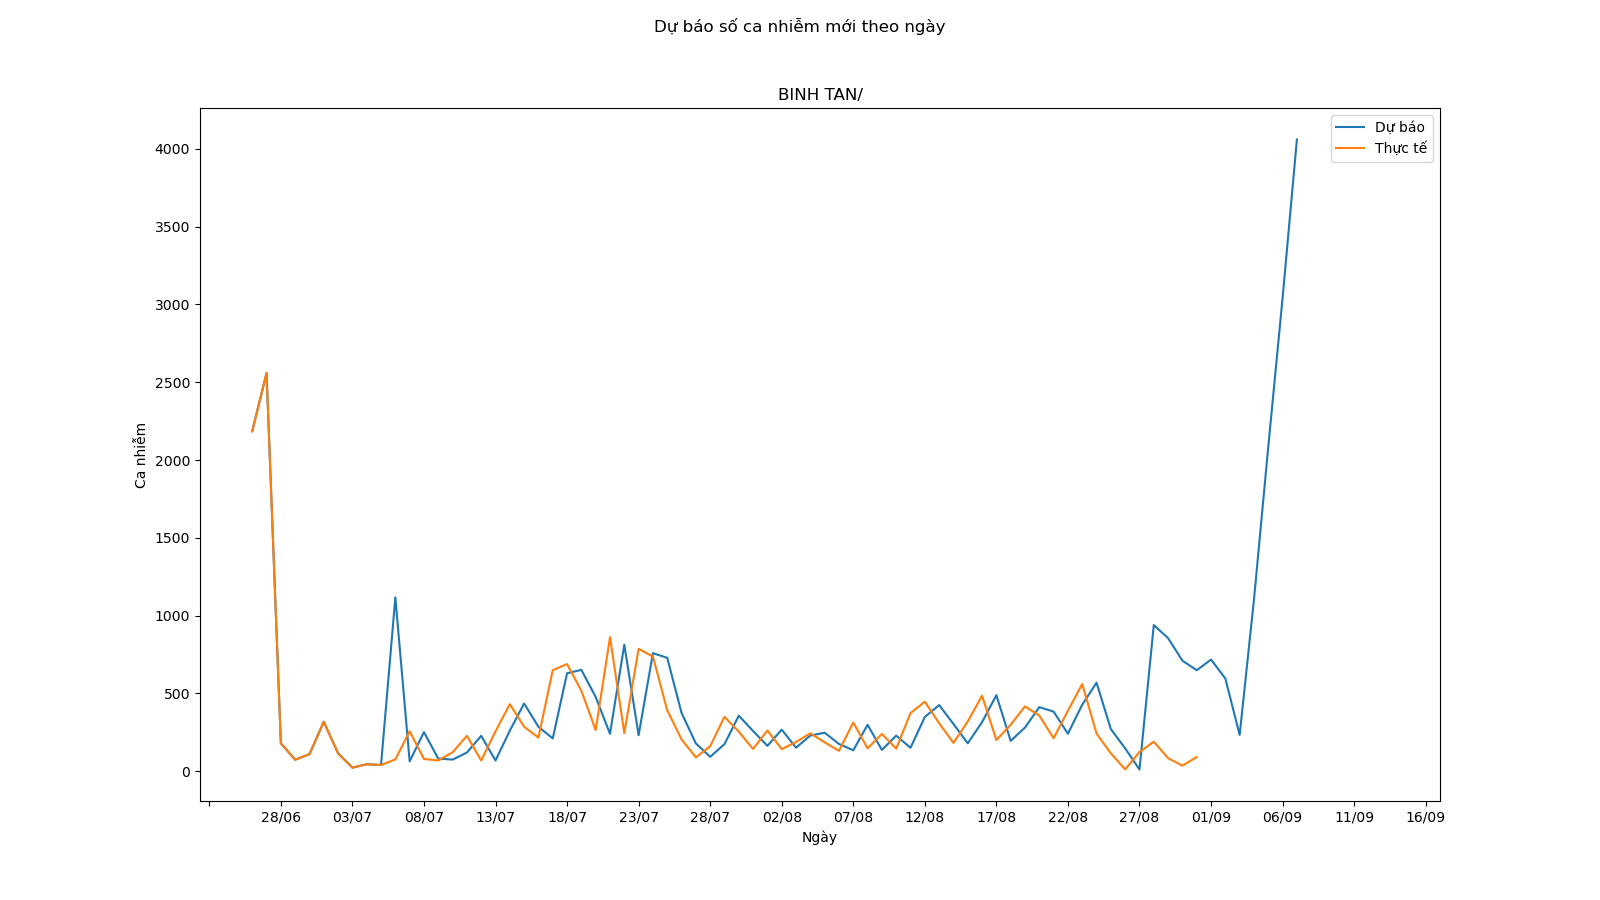 Dự báo số ca nhiễm mới theo ngày
BINH TAN/
Dự báo
Thực tế
4000
3500
3000
2500
2000
1500
1000
500
0
Ca nhiễm
28/06 03/07 08/07 13/07 18/07 23/07 28/07 02/08 07/08 12/08 17/08 22/08 27/08 01/09 06/09 11/09 16/09
Ngày